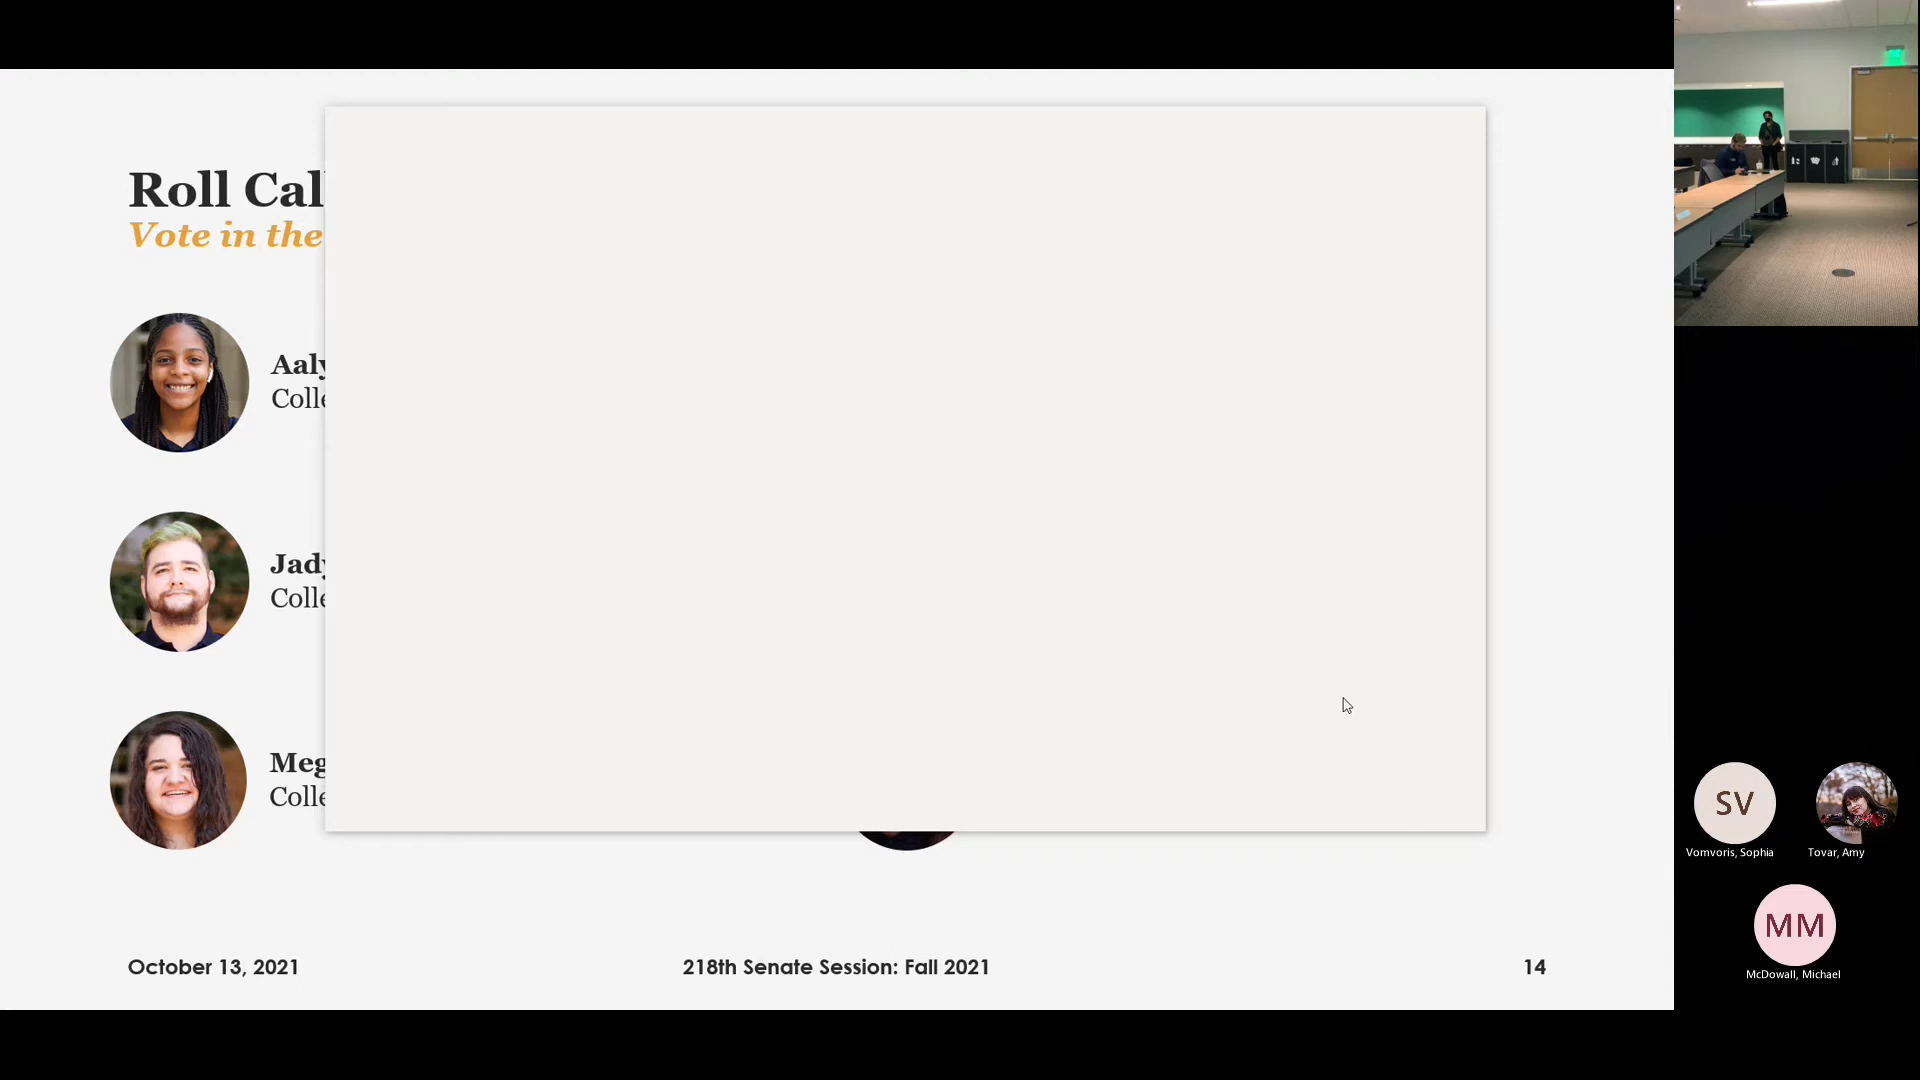 Roll Cal
Vote in the
Aaly
Colle
Jady
Colle
Meg
Colle
October 13, 2021
218th Senate Session: Fall 2021
14
SV
Vomvoris, Sophia
Tovar, Amy
MM
McDowall, Michael